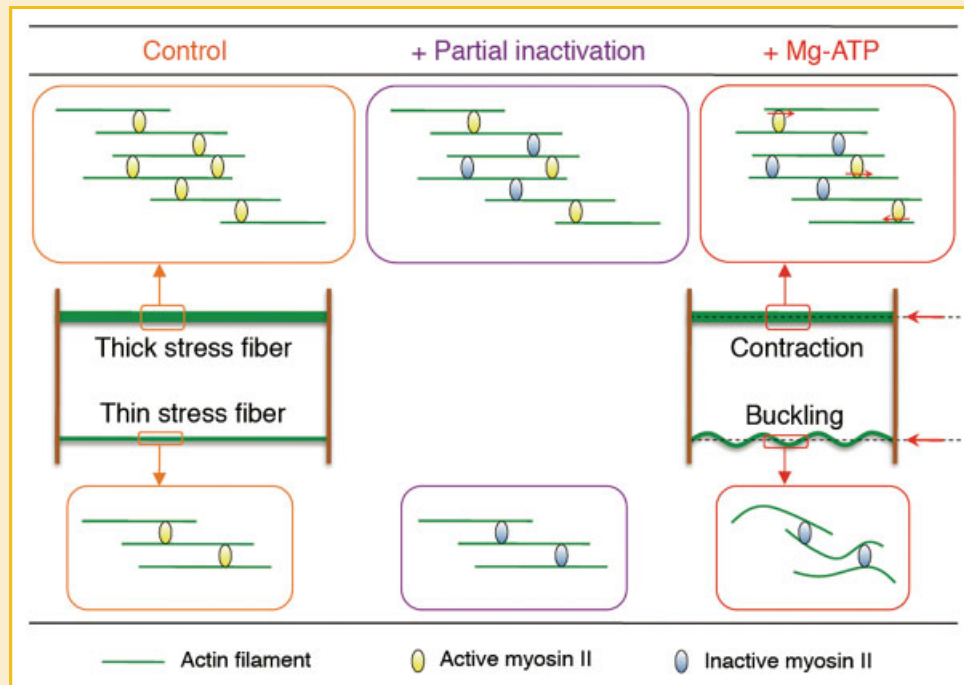 Control
+ Partial inactivation
+ Mg-ATP
Thick stress fiber
Contraction
Thin stress fiber
Buckling
Actin filament
Active myosin II
Inactive myosin II